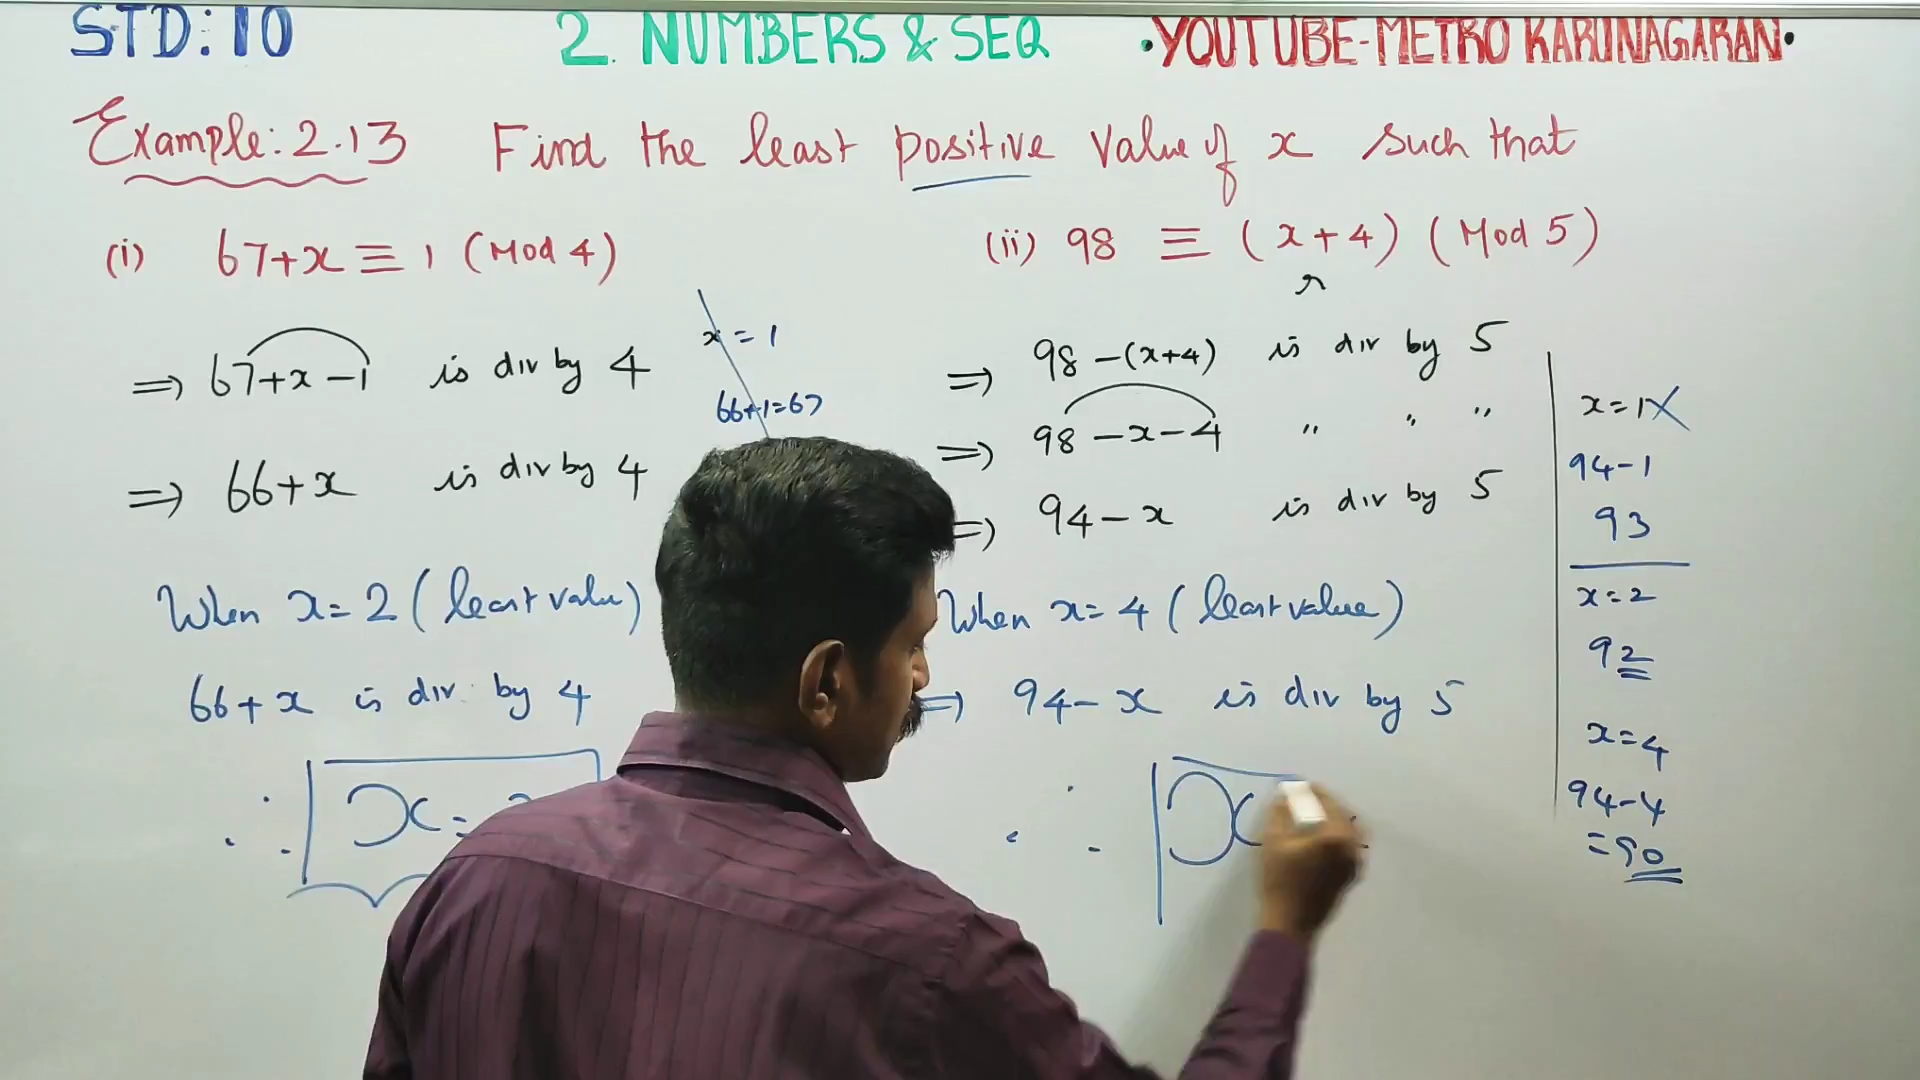 STD: 10
2. NUMBERS & SEQ
•YOUTUBE-METRO KARUNAGARAN•
Example: 2.13 Find the least positive value of x such that
(i) 67+x ≡ 1 (Mod 4)
⇒ 67+x-1 is div by 4
⇒ 66+x is div by 4
When x=2 (least value)
66+x is div by 4
∴ x=
x=1
66+1=67
(ii) 98 ≡ (x+4) (Mod 5)
r
⇒ 98-(x+4) is div by 5
⇒ 98-x-4 " " "
⇒ 94-x is div by 5
When x=4 (least value)
⇒ 94-x is div by 5
∴ x
x=1 X
94-1
93
x=2
92
x=4
94-4
=90